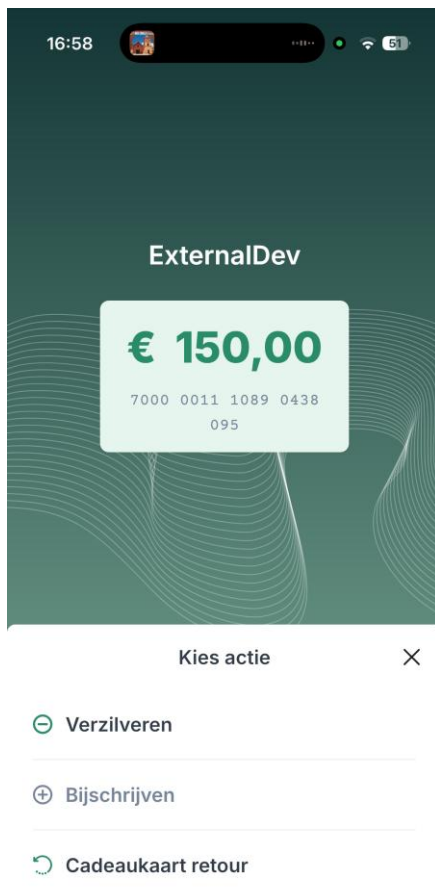 16:58
51
ExternalDev
€ 150,00
7000 0011 1089 0438
095
Kies actie
Verzilveren
Bijschrijven
Cadeaukaart retour